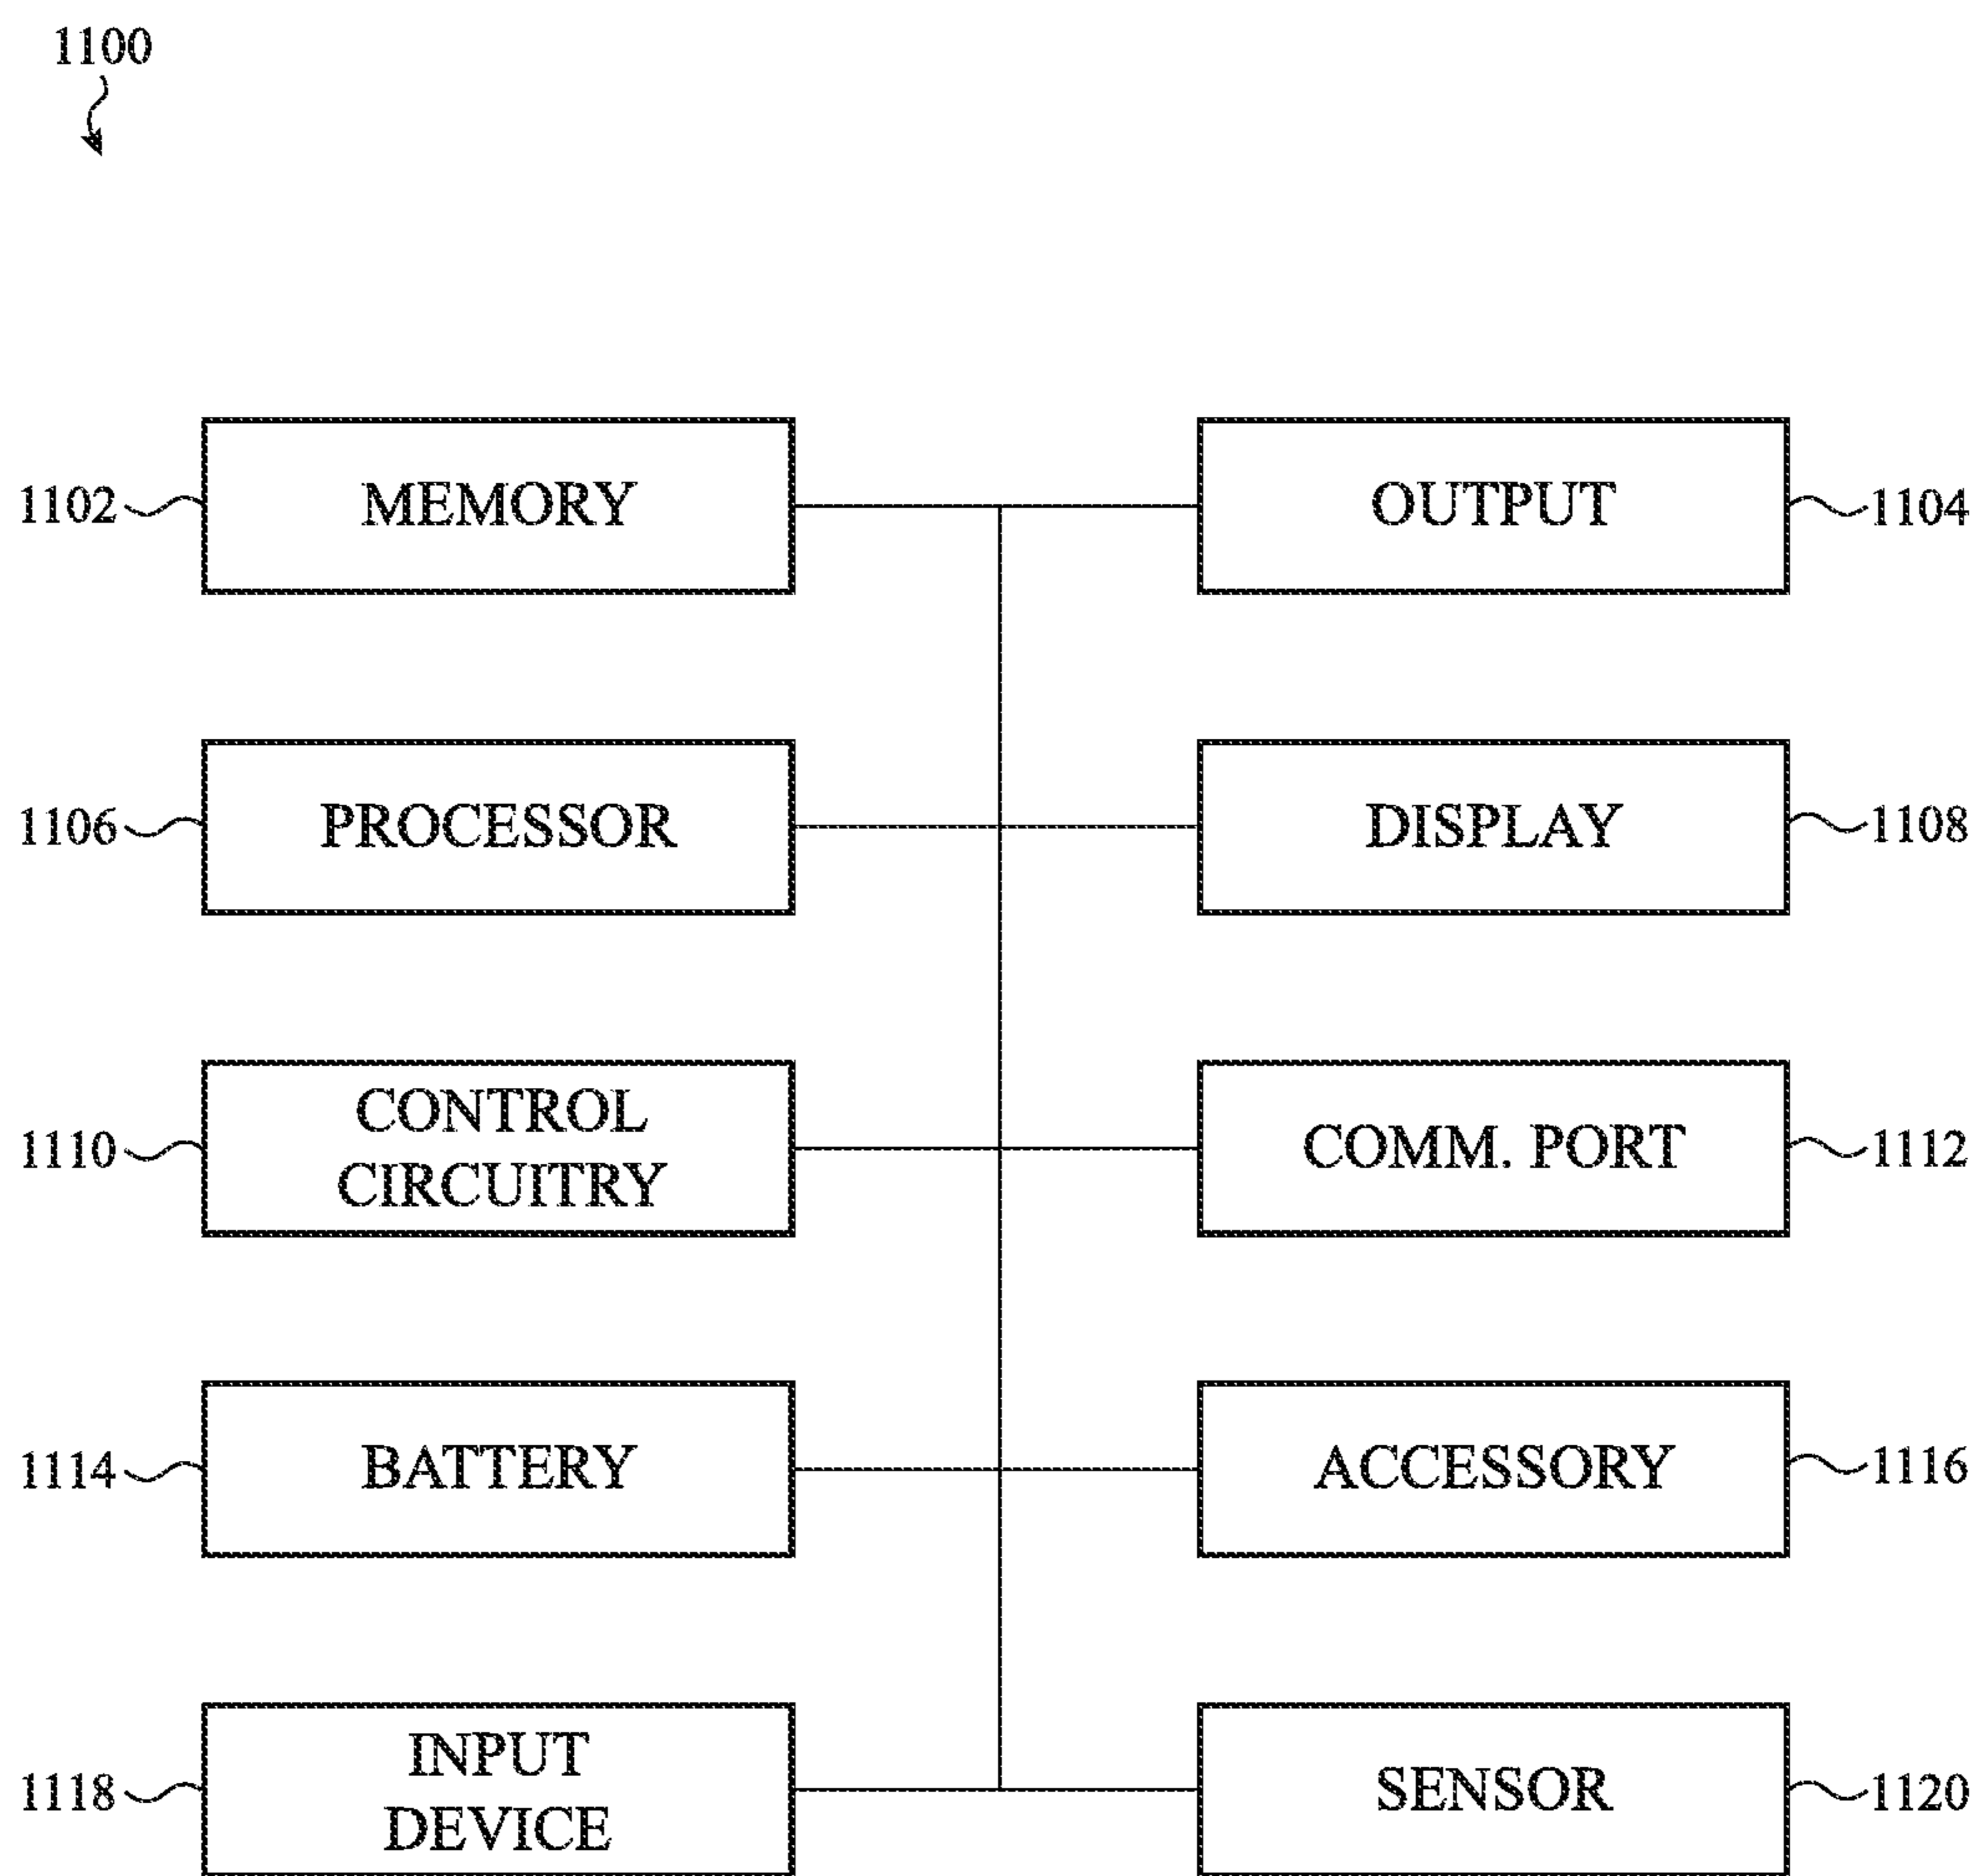 1100
1102 MEMORY OUTPUT 1104
1106 PROCESSOR DISPLAY 1108
1110 CONTROL
CIRCUITRY COMM. PORT 1112
1114 BATTERY ACCESSORY 1116
1118 INPUT
DEVICE SENSOR 1120